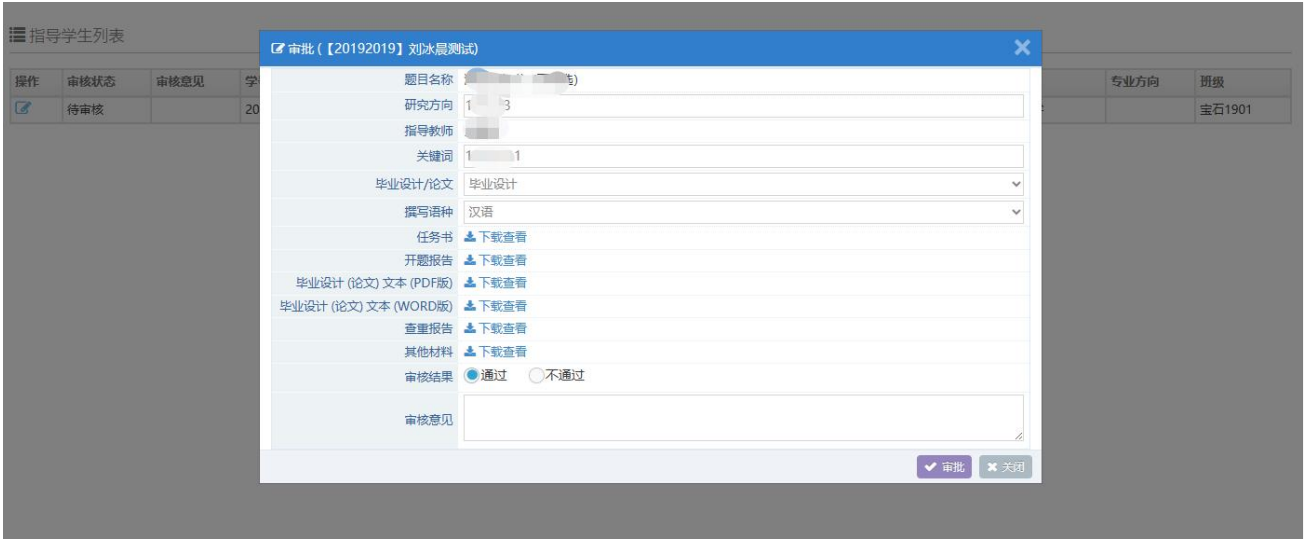 指导学生列表
审批 (【20192019】刘冰晨测试)
操作 审核状态 审核意见 学 专业方向 班级
待审核 20 宝石1901
题目名称 选)
研究方向 1 3
指导教师
关键词 1 1
毕业设计/论文 毕业设计
撰写语种 汉语
任务书 下载查看
开题报告 下载查看
毕业设计 (论文) 文本 (PDF版) 下载查看
毕业设计 (论文) 文本 (WORD版) 下载查看
查重报告 下载查看
其他材料 下载查看
审核结果 通过 不通过
审核意见
审批 关闭